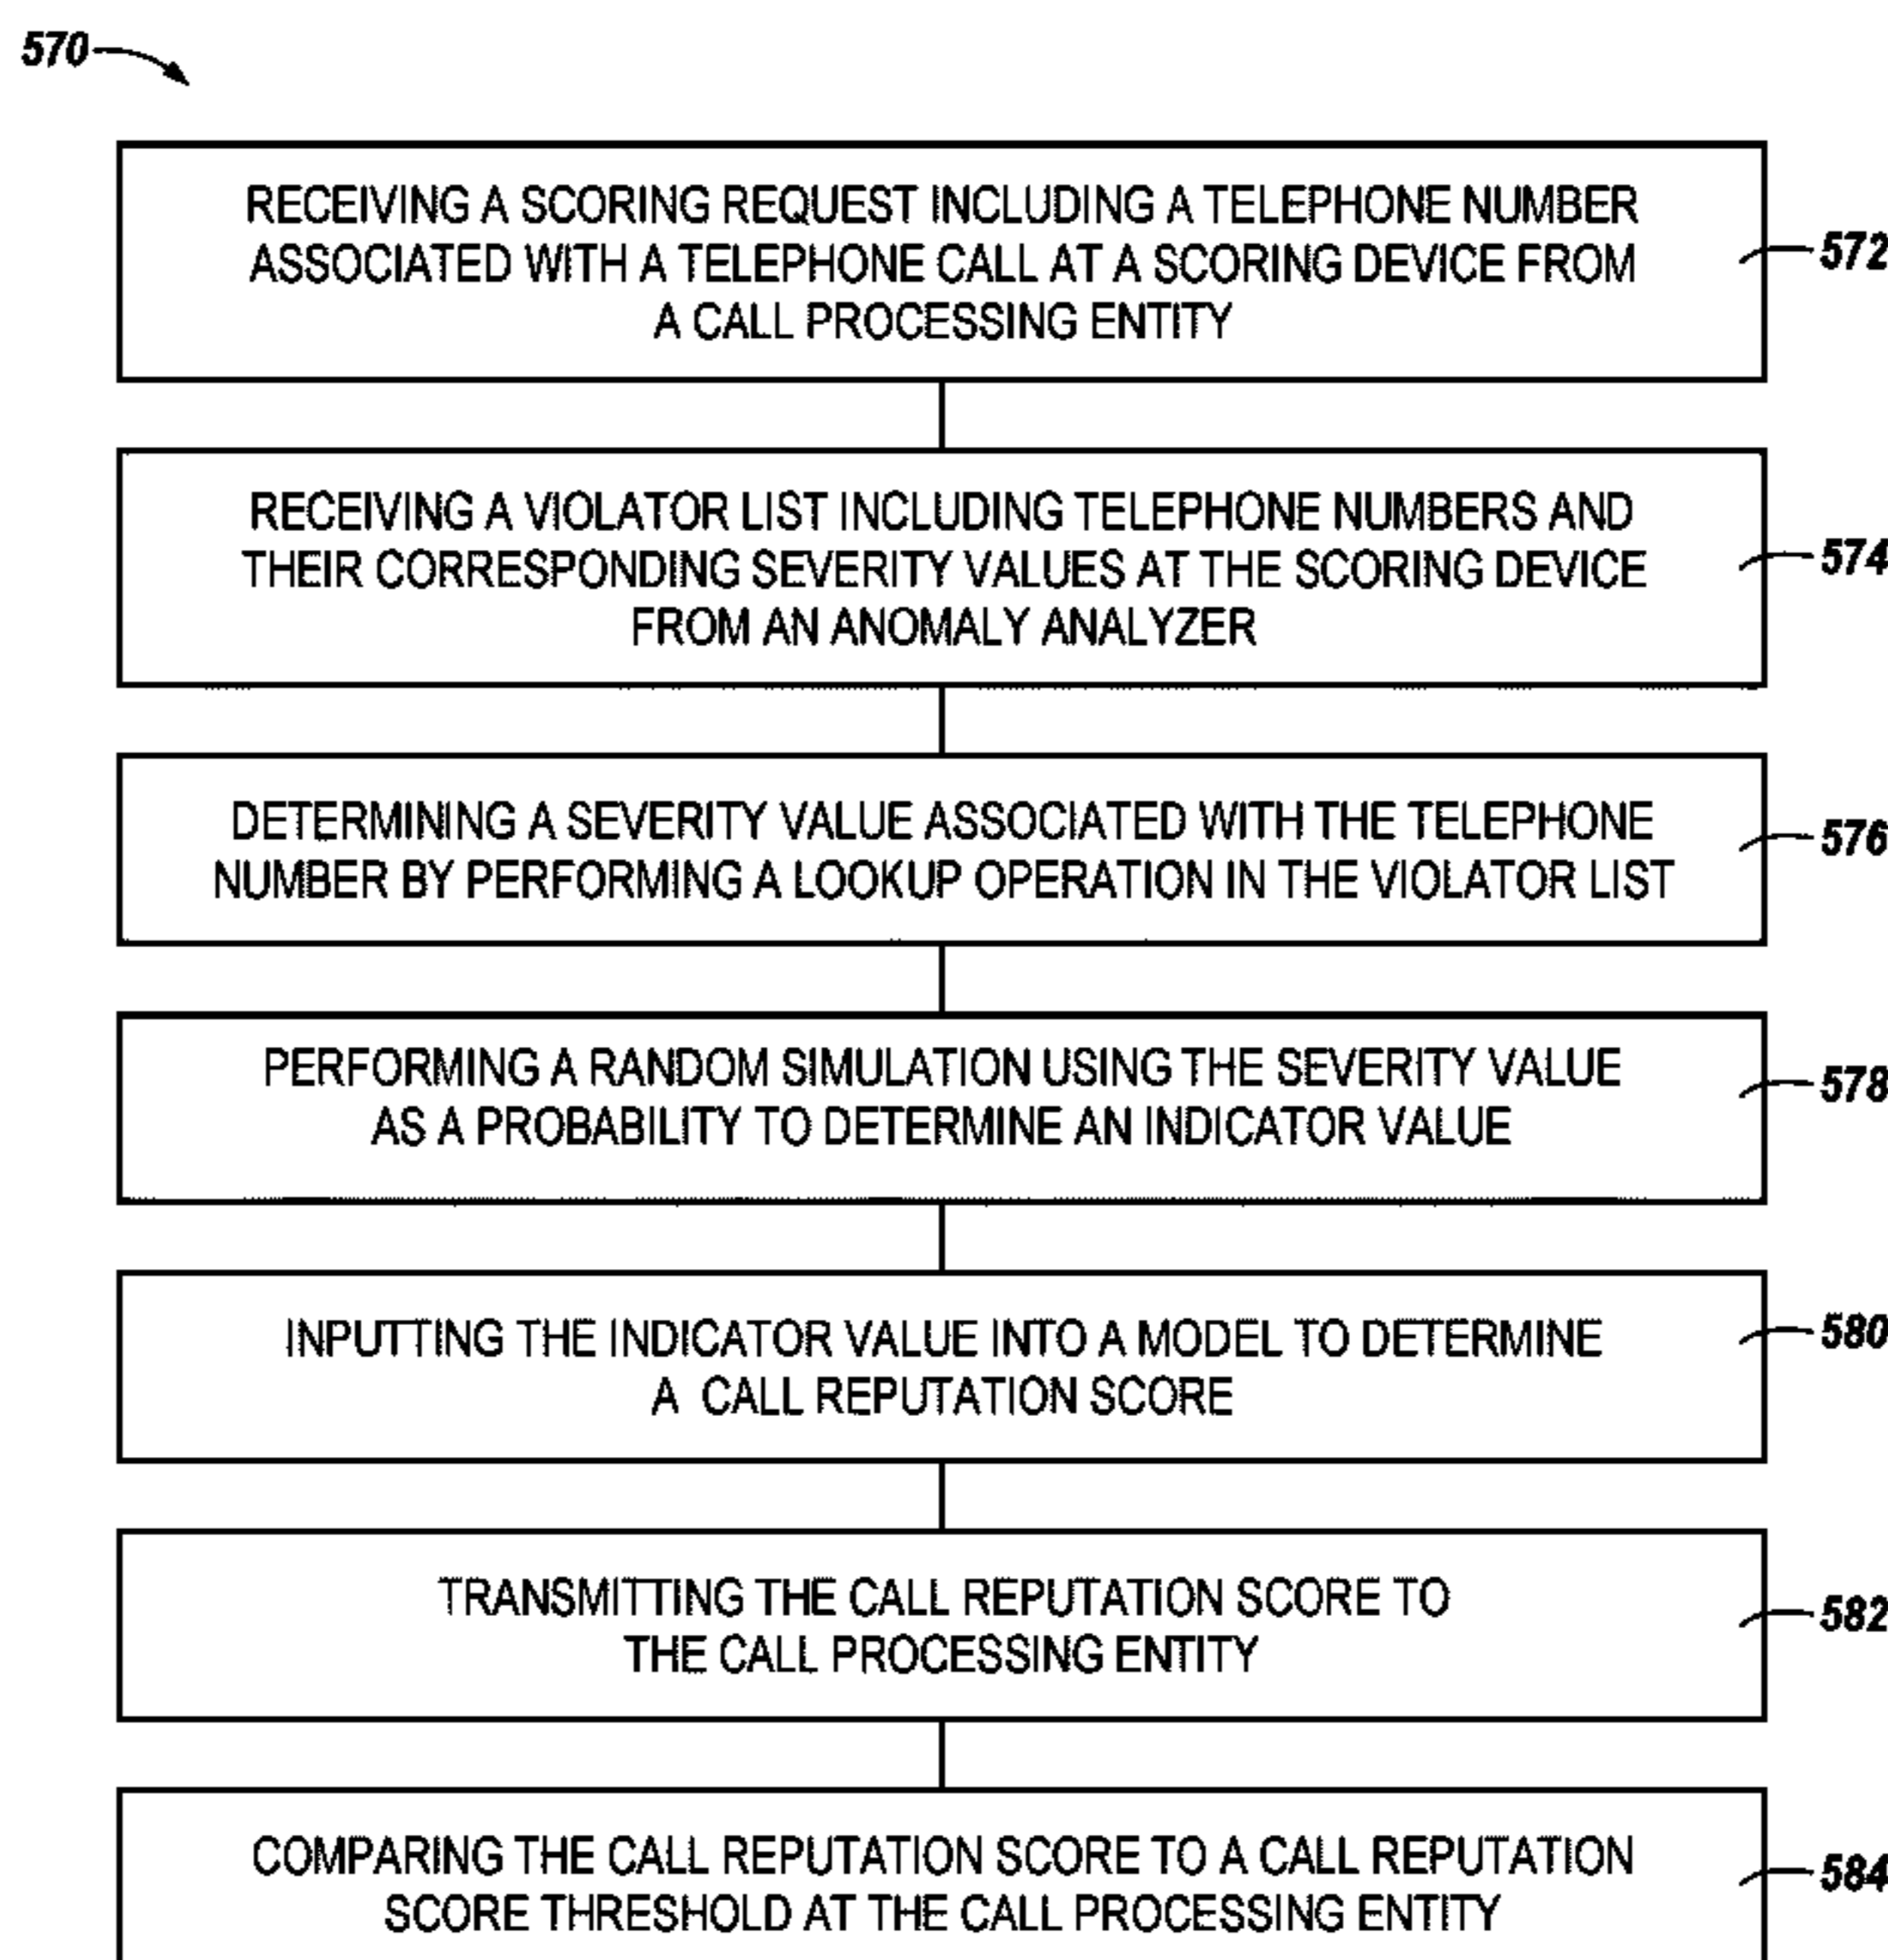 570
RECEIVING A SCORING REQUEST INCLUDING A TELEPHONE NUMBER
ASSOCIATED WITH A TELEPHONE CALL AT A SCORING DEVICE FROM
A CALL PROCESSING ENTITY
572
RECEIVING A VIOLATOR LIST INCLUDING TELEPHONE NUMBERS AND
THEIR CORRESPONDING SEVERITY VALUES AT THE SCORING DEVICE
FROM AN ANOMALY ANALYZER
574
DETERMINING A SEVERITY VALUE ASSOCIATED WITH THE TELEPHONE
NUMBER BY PERFORMING A LOOKUP OPERATION IN THE VIOLATOR LIST
576
PERFORMING A RANDOM SIMULATION USING THE SEVERITY VALUE
AS A PROBABILITY TO DETERMINE AN INDICATOR VALUE
578
INPUTTING THE INDICATOR VALUE INTO A MODEL TO DETERMINE
A CALL REPUTATION SCORE
580
TRANSMITTING THE CALL REPUTATION SCORE TO
THE CALL PROCESSING ENTITY
582
COMPARING THE CALL REPUTATION SCORE TO A CALL REPUTATION
SCORE THRESHOLD AT THE CALL PROCESSING ENTITY
584